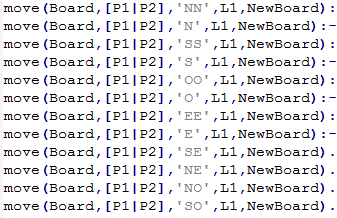 move(Board,[P1|P2],'NN',L1,NewBoard):-
move(Board,[P1|P2],'N',L1,NewBoard):-
move(Board,[P1|P2],'SS',L1,NewBoard):-
move(Board,[P1|P2],'S',L1,NewBoard):-
move(Board,[P1|P2],'OO',L1,NewBoard):-
move(Board,[P1|P2],'O',L1,NewBoard):-
move(Board,[P1|P2],'EE',L1,NewBoard):-
move(Board,[P1|P2],'E',L1,NewBoard):-
move(Board,[P1|P2],'SE',L1,NewBoard).
move(Board,[P1|P2],'NE',L1,NewBoard).
move(Board,[P1|P2],'NO',L1,NewBoard).
move(Board,[P1|P2],'SO',L1,NewBoard).